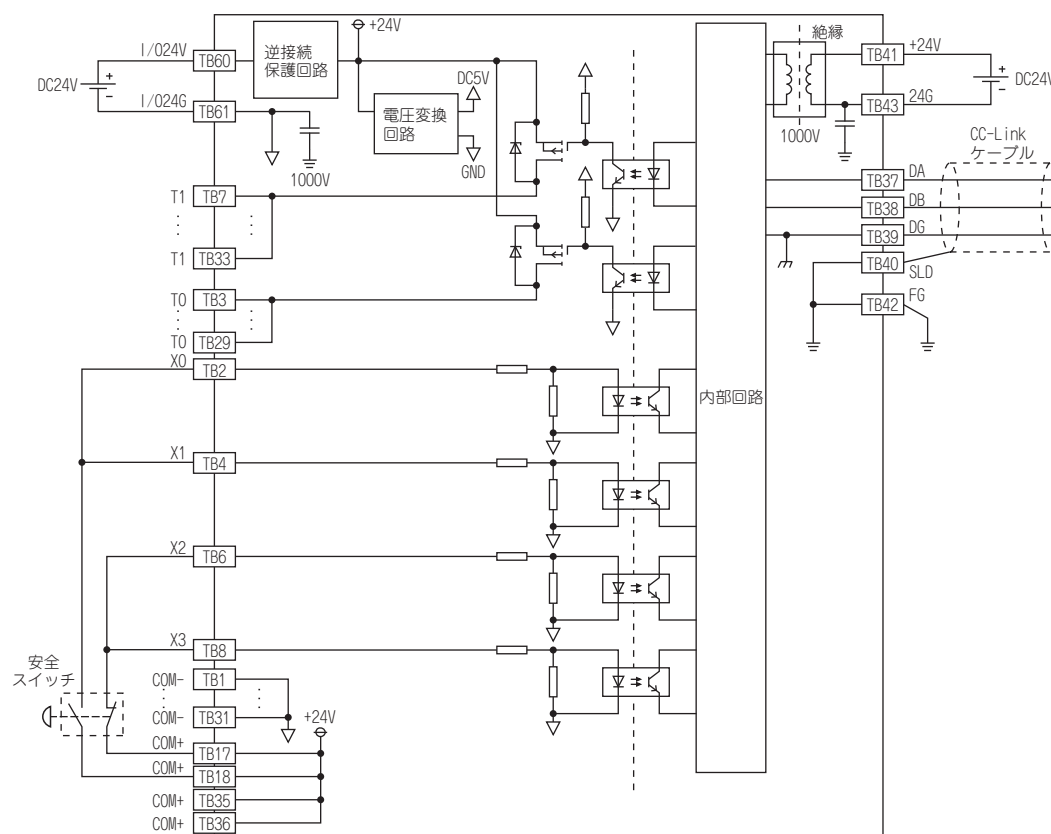 +24V
I/O24V
TB60
逆接続
保護回路
DC24V
I/O24G
TB61
1000V
電圧変換
回路
DC5V
GND
絶縁
1000V
TB41
+24V
DC24V
TB43
24G
CC-Link
ケーブル
TB37
DA
TB38
DB
TB39
DG
TB40
SLD
TB42
FG
T1
TB7
T1
TB33
T0
TB3
T0
TB29
X0
TB2
内部回路
X1
TB4
X2
TB6
X3
TB8
安全
スイッチ
COM-
TB1
COM-
TB31
+24V
COM+
TB17
COM+
TB18
COM+
TB35
COM+
TB36